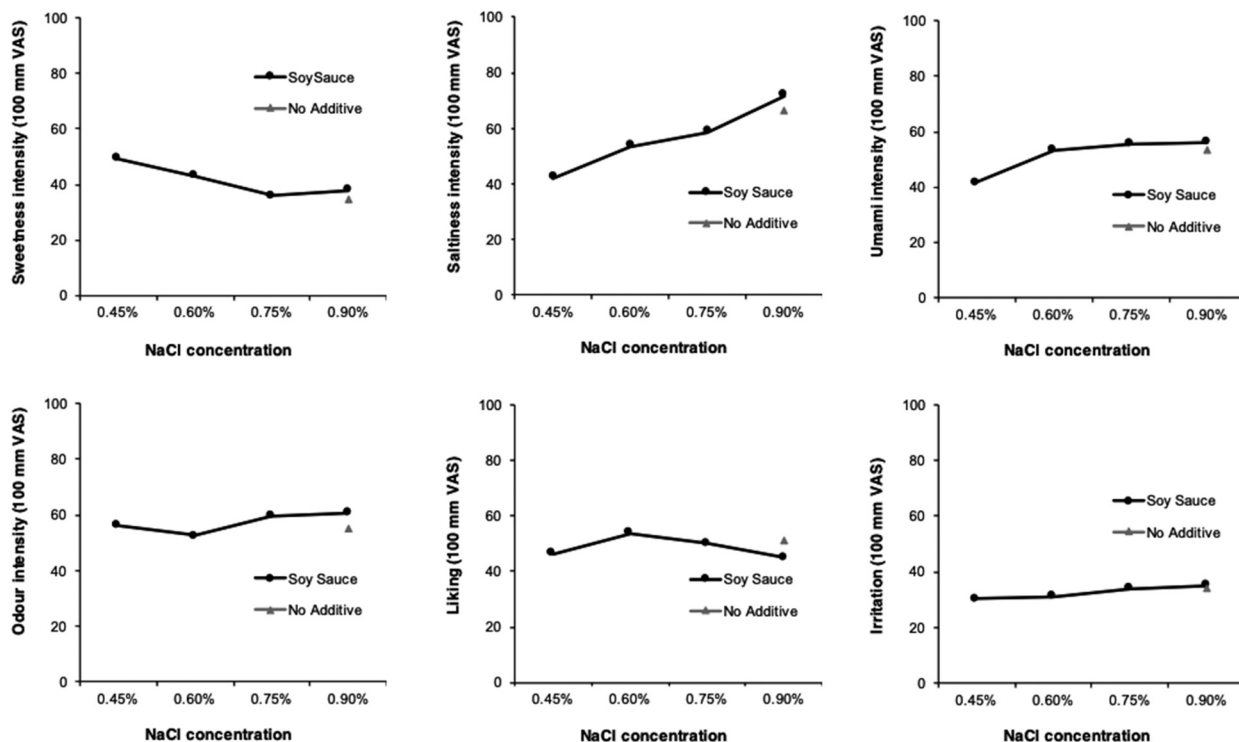 Sweetness intensity (100 mm VAS)
100
80
60
40
20
0
SoySauce
No Additive
0.45% 0.60% 0.75% 0.90%
NaCl concentration
Saltiness intensity (100 mm VAS)
100
80
60
40
20
0
Soy Sauce
No Additive
0.45% 0.60% 0.75% 0.90%
NaCl concentration
Umami intensity (100 mm VAS)
100
80
60
40
20
0
Soy Sauce
No Additive
0.45% 0.60% 0.75% 0.90%
NaCl concentration
Odour intensity (100 mm VAS)
100
80
60
40
20
0
Soy Sauce
No Additive
0.45% 0.60% 0.75% 0.90%
NaCl concentration
Liking (100 mm VAS)
100
80
60
40
20
0
Soy Sauce
No Additive
0.45% 0.60% 0.75% 0.90%
NaCl concentration
Irritation (100 mm VAS)
100
80
60
40
20
0
Soy Sauce
No Additive
0.45% 0.60% 0.75% 0.90%
NaCl concentration